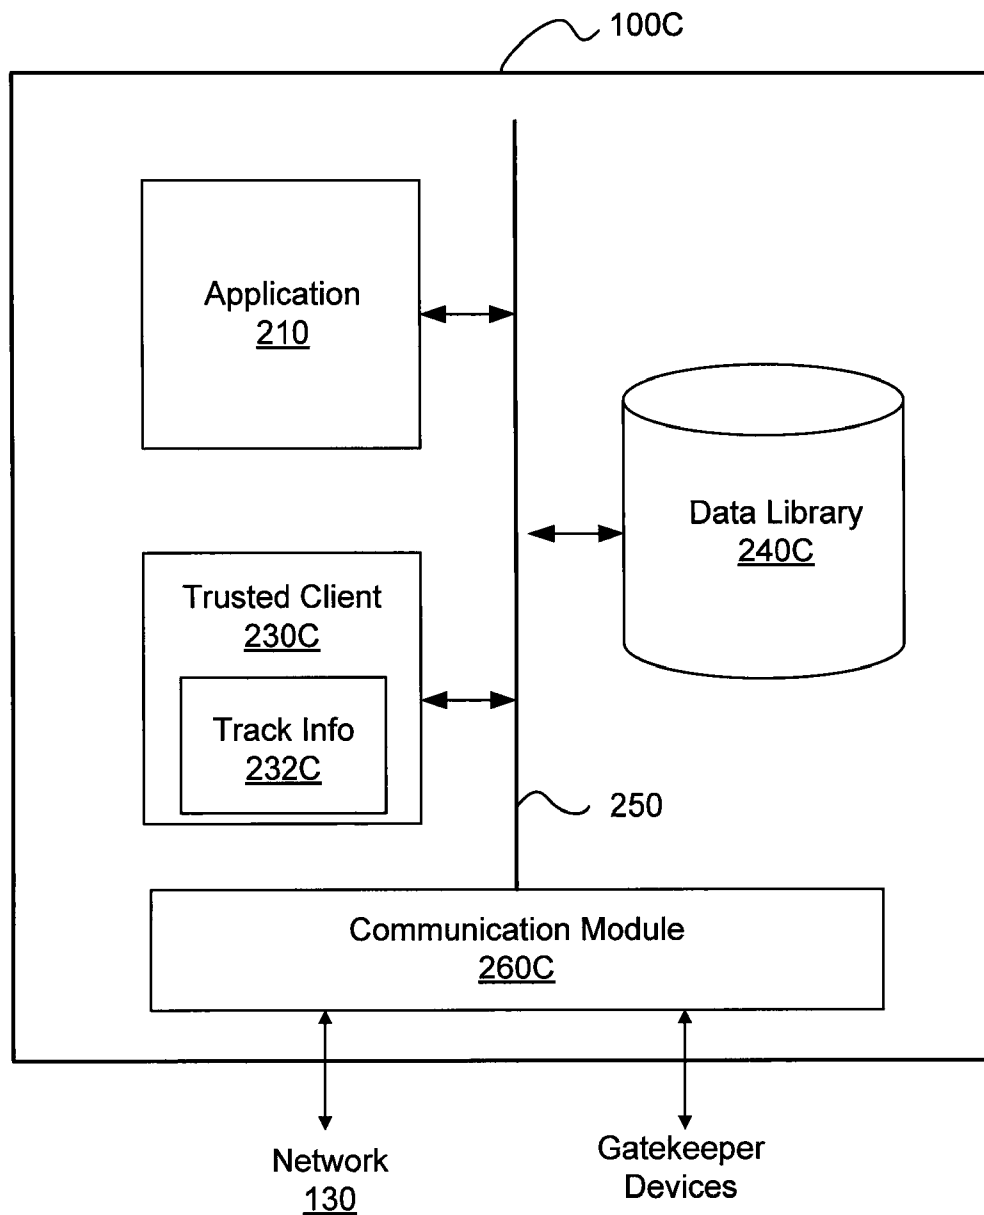 100C
Application
210
Data Library
240C
Trusted Client
230C
Track Info
232C
250
Communication Module
260C
Network
130
Gatekeeper
Devices